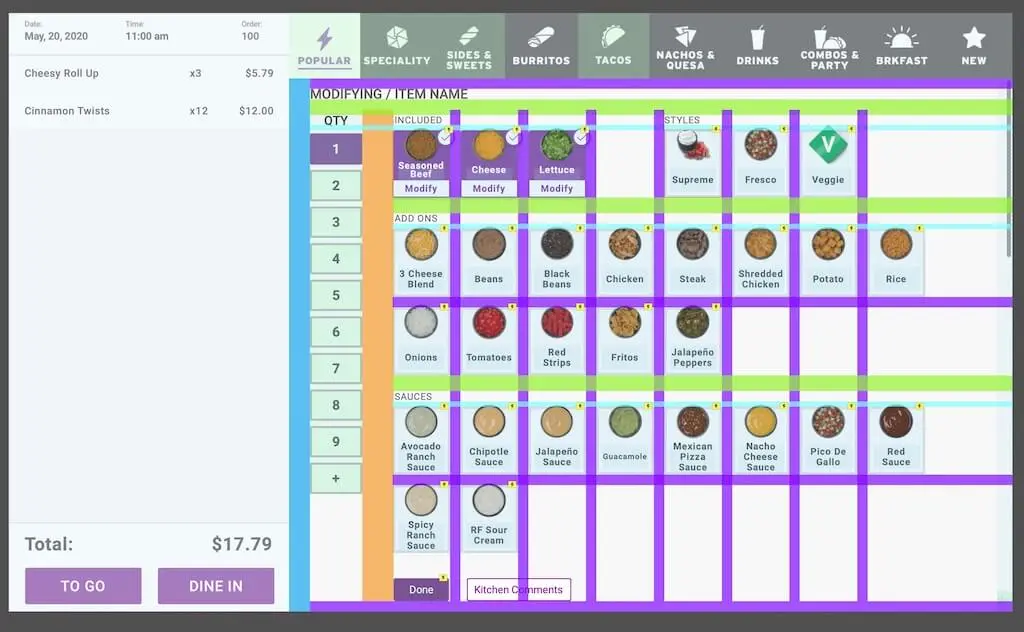 Date: Time: Order:
May, 20, 2020 11:00 am 100
Cheesy Roll Up x3 $5.79
Cinnamon Twists x12 $12.00
Total: $17.79
TO GO DINE IN
POPULAR
SPECIALITY
SIDES &
SWEETS
BURRITOS
TACOS
NACHOS &
QUESA
DRINKS
COMBOS &
PARTY
BRKFAST
NEW
MODIFYING / ITEM NAME
QTY
1
2
3
4
5
6
7
8
9
+
INCLUDED
Seasoned
Beef
Modify
Cheese
Modify
Lettuce
Modify
STYLES
Supreme
Fresco
V
Veggie
ADD ONS
3 Cheese
Blend
Beans
Black
Beans
Chicken
Steak
Shredded
Chicken
Potato
Rice
Onions
Tomatoes
Red
Strips
Fritos
Jalapeño
Peppers
SAUCES
Avocado
Ranch
Sauce
Chipotle
Sauce
Jalapeño
Sauce
Guacamole
Mexican
Pizza
Sauce
Nacho
Cheese
Sauce
Pico De
Gallo
Red
Sauce
Spicy
Ranch
Sauce
RF Sour
Cream
Done
Kitchen Comments